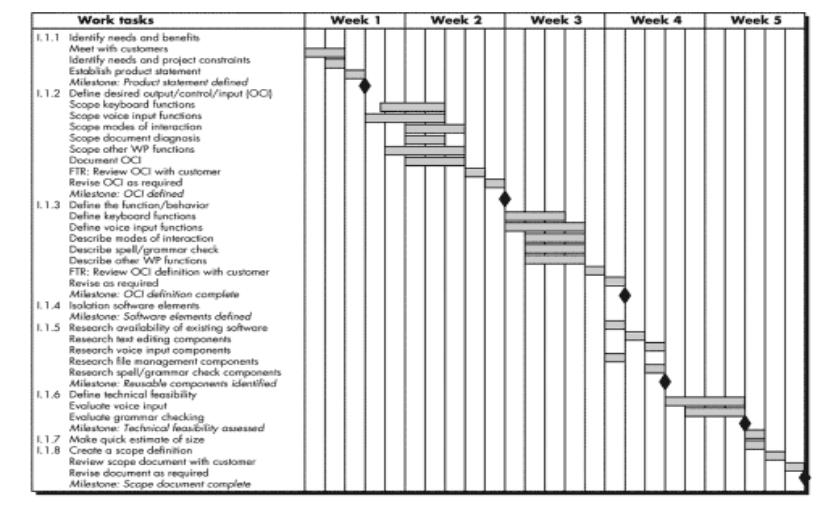 Work tasks Week 1 Week 2 Week 3 Week 4 Week 5
I.1.1 Identify needs and benefits
Meet with customers
Identify needs and project constraints
Establish product statement
Milestone: Product statement defined
I.1.2 Define desired output/control/input (OCI)
Scope keyboard functions
Scope voice input functions
Scope modes of interaction
Scope document diagnosis
Scope other WP functions
Document OCI
FTR: Review OCI with customer
Revise OCI as required
Milestone: OCI defined
I.1.3 Define the function/behavior
Define keyboard functions
Define voice input functions
Describe modes of interaction
Describe spell/grammar check
Describe other WP functions
FTR: Review OCI definition with customer
Revise as required
Milestone: OCI definition complete
I.1.4 Isolation software elements
Milestone: Software elements defined
I.1.5 Research availability of existing software
Research text editing components
Research voice input components
Research file management components
Research spell/grammar check components
Milestone: Reusable components identified
I.1.6 Define technical feasibility
Evaluate voice input
Evaluate grammar checking
Milestone: Technical feasibility assessed
I.1.7 Make quick estimate of size
I.1.8 Create a scope definition
Review scope document with customer
Revise document as required
Milestone: Scope document complete